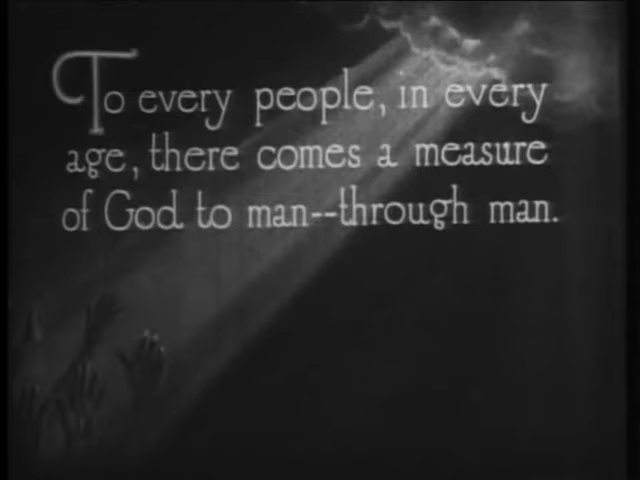 To every people, in every
age, there comes a measure
of God to man--through man.